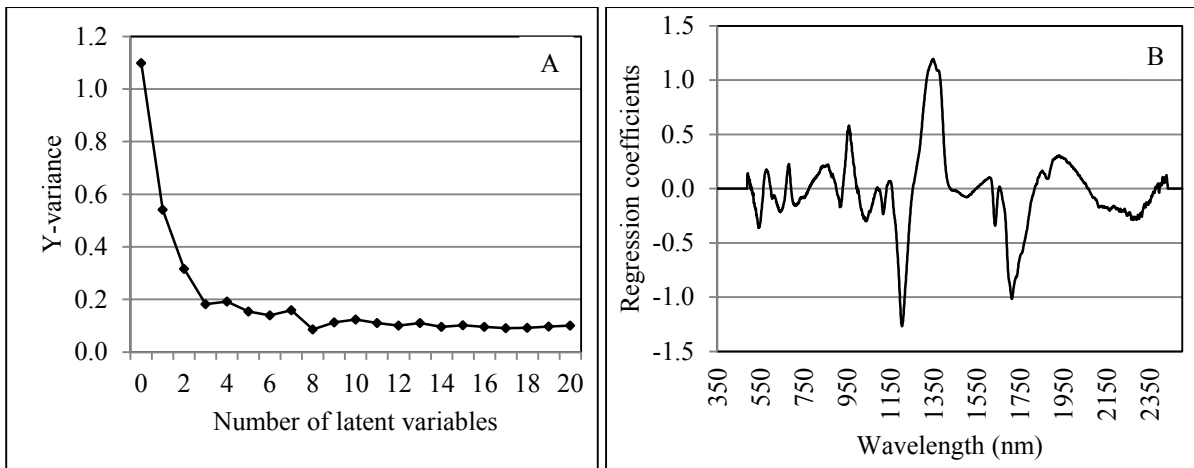 A
Y-variance
1.2
1.0
0.8
0.6
0.4
0.2
0.0
0 2 4 6 8 10 12 14 16 18 20
Number of latent variables
B
Regression coefficients
1.5
1.0
0.5
0.0
-0.5
-1.0
-1.5
350 550 750 950 1150 1350 1550 1750 1950 2150 2350
Wavelength (nm)